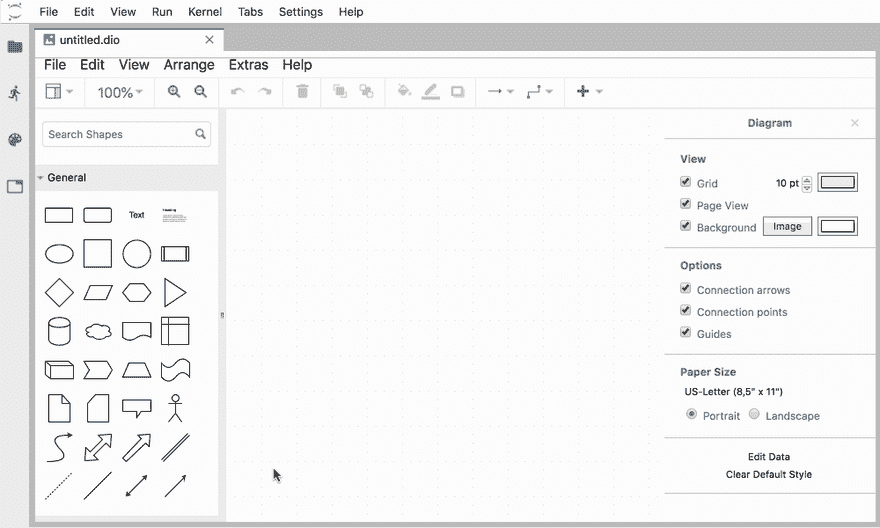 File Edit View Run Kernel Tabs Settings Help
untitled.dio
File Edit View Arrange Extras Help
100%
Search Shapes
General
Text
Heading
Diagram
View
Grid 10 pt
Page View
Background Image
Options
Connection arrows
Connection points
Guides
Paper Size
US-Letter (8,5" x 11")
Portrait Landscape
Edit Data
Clear Default Style